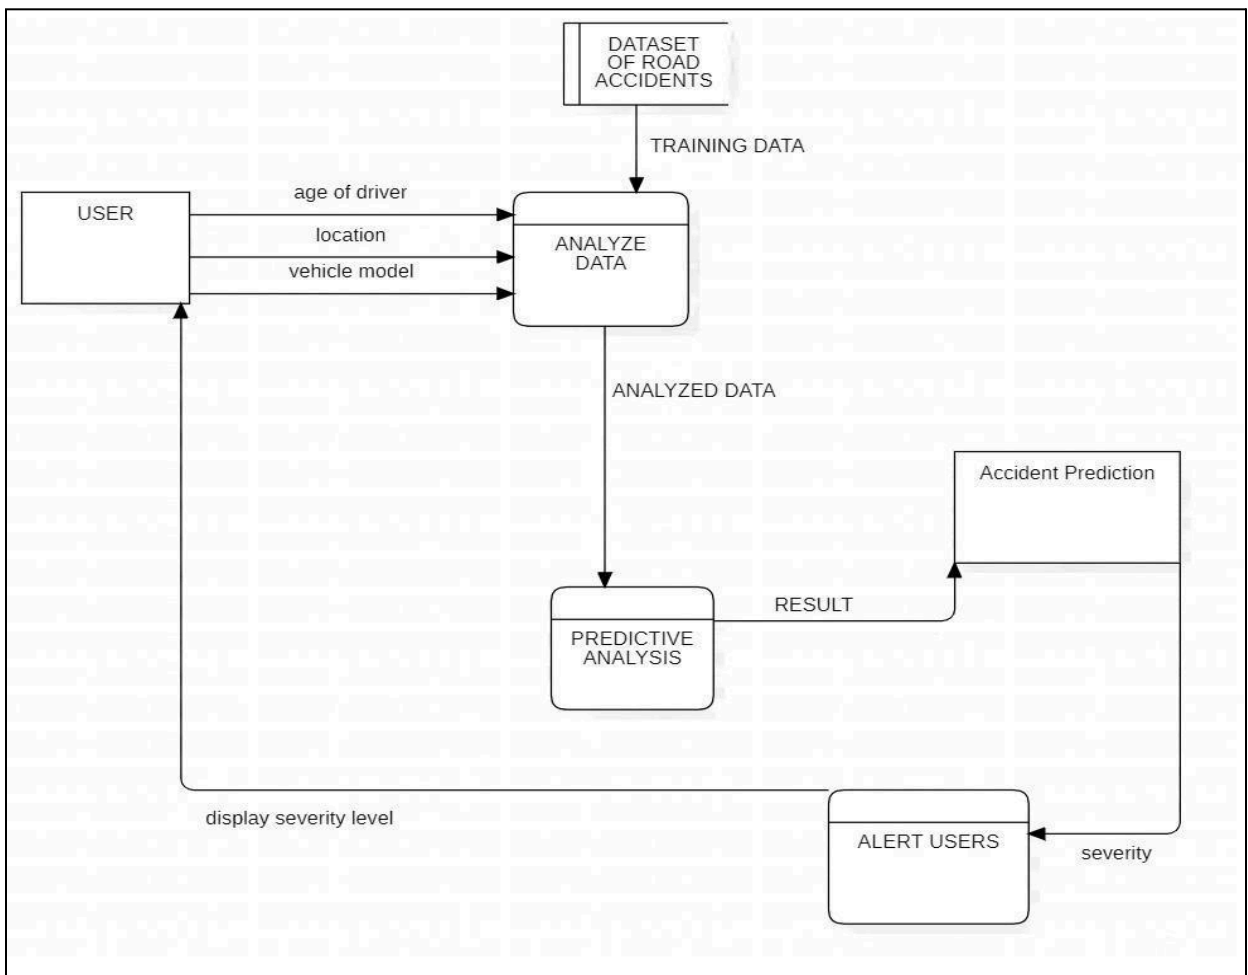 DATASET
OF ROAD
ACCIDENTS
TRAINING DATA
USER
age of driver
location
vehicle model
ANALYZE
DATA
ANALYZED DATA
Accident Prediction
RESULT
PREDICTIVE
ANALYSIS
display severity level
ALERT USERS
severity